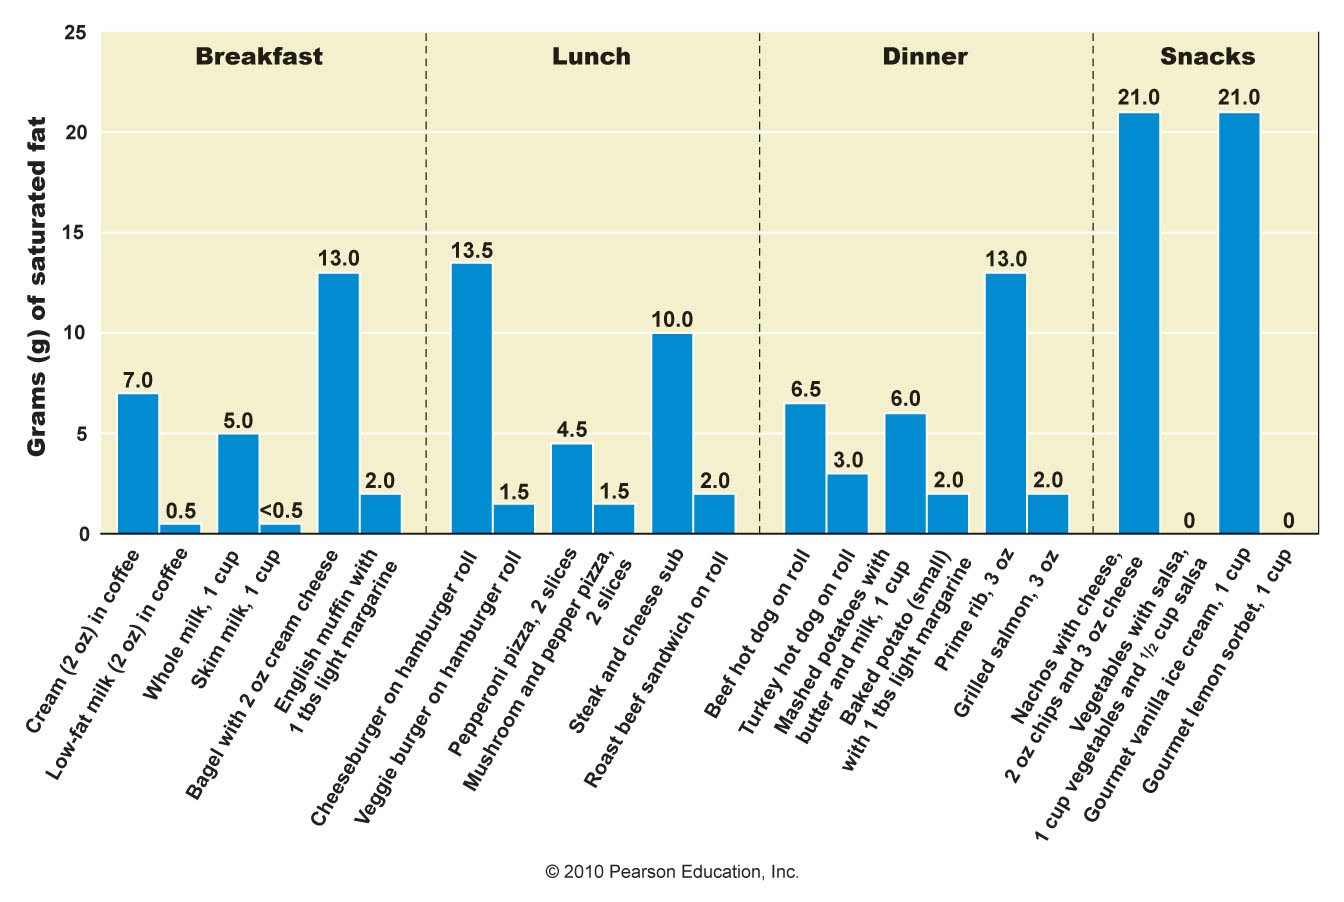 Grams (g) of saturated fat
25
20
15
10
5
0
Breakfast
Lunch
Dinner
Snacks
7.0
0.5
5.0
<0.5
13.0
2.0
13.5
1.5
4.5
1.5
10.0
2.0
6.5
3.0
6.0
2.0
13.0
2.0
21.0
0
21.0
0
Cream (2 oz) in coffee
Low-fat milk (2 oz) in coffee
Whole milk, 1 cup
Skim milk, 1 cup
Bagel with 2 oz cream cheese
English muffin with
1 tbs light margarine
Cheeseburger on hamburger roll
Veggie burger on hamburger roll
Pepperoni pizza, 2 slices
Mushroom and pepper pizza,
2 slices
Steak and cheese sub
Roast beef sandwich on roll
Beef hot dog on roll
Turkey hot dog on roll
Mashed potatoes with
butter and milk, 1 cup
Baked potato (small)
with 1 tbs light margarine
Prime rib, 3 oz
Grilled salmon, 3 oz
Nachos with cheese,
2 oz chips and 3 oz cheese
Vegetables with salsa,
1 cup vegetables and 1/2 cup salsa
Gourmet vanilla ice cream, 1 cup
Gourmet lemon sorbet, 1 cup
© 2010 Pearson Education, Inc.